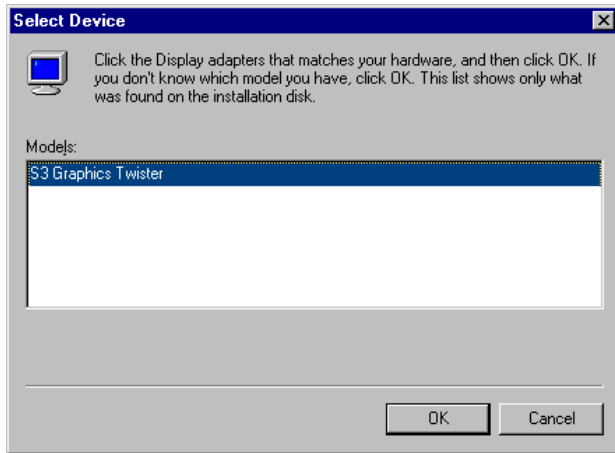 Select Device
Click the Display adapters that matches your hardware, and then click OK. If
you don't know which model you have, click OK. This list shows only what
was found on the installation disk.
Models:
S3 Graphics Twister
OK
Cancel